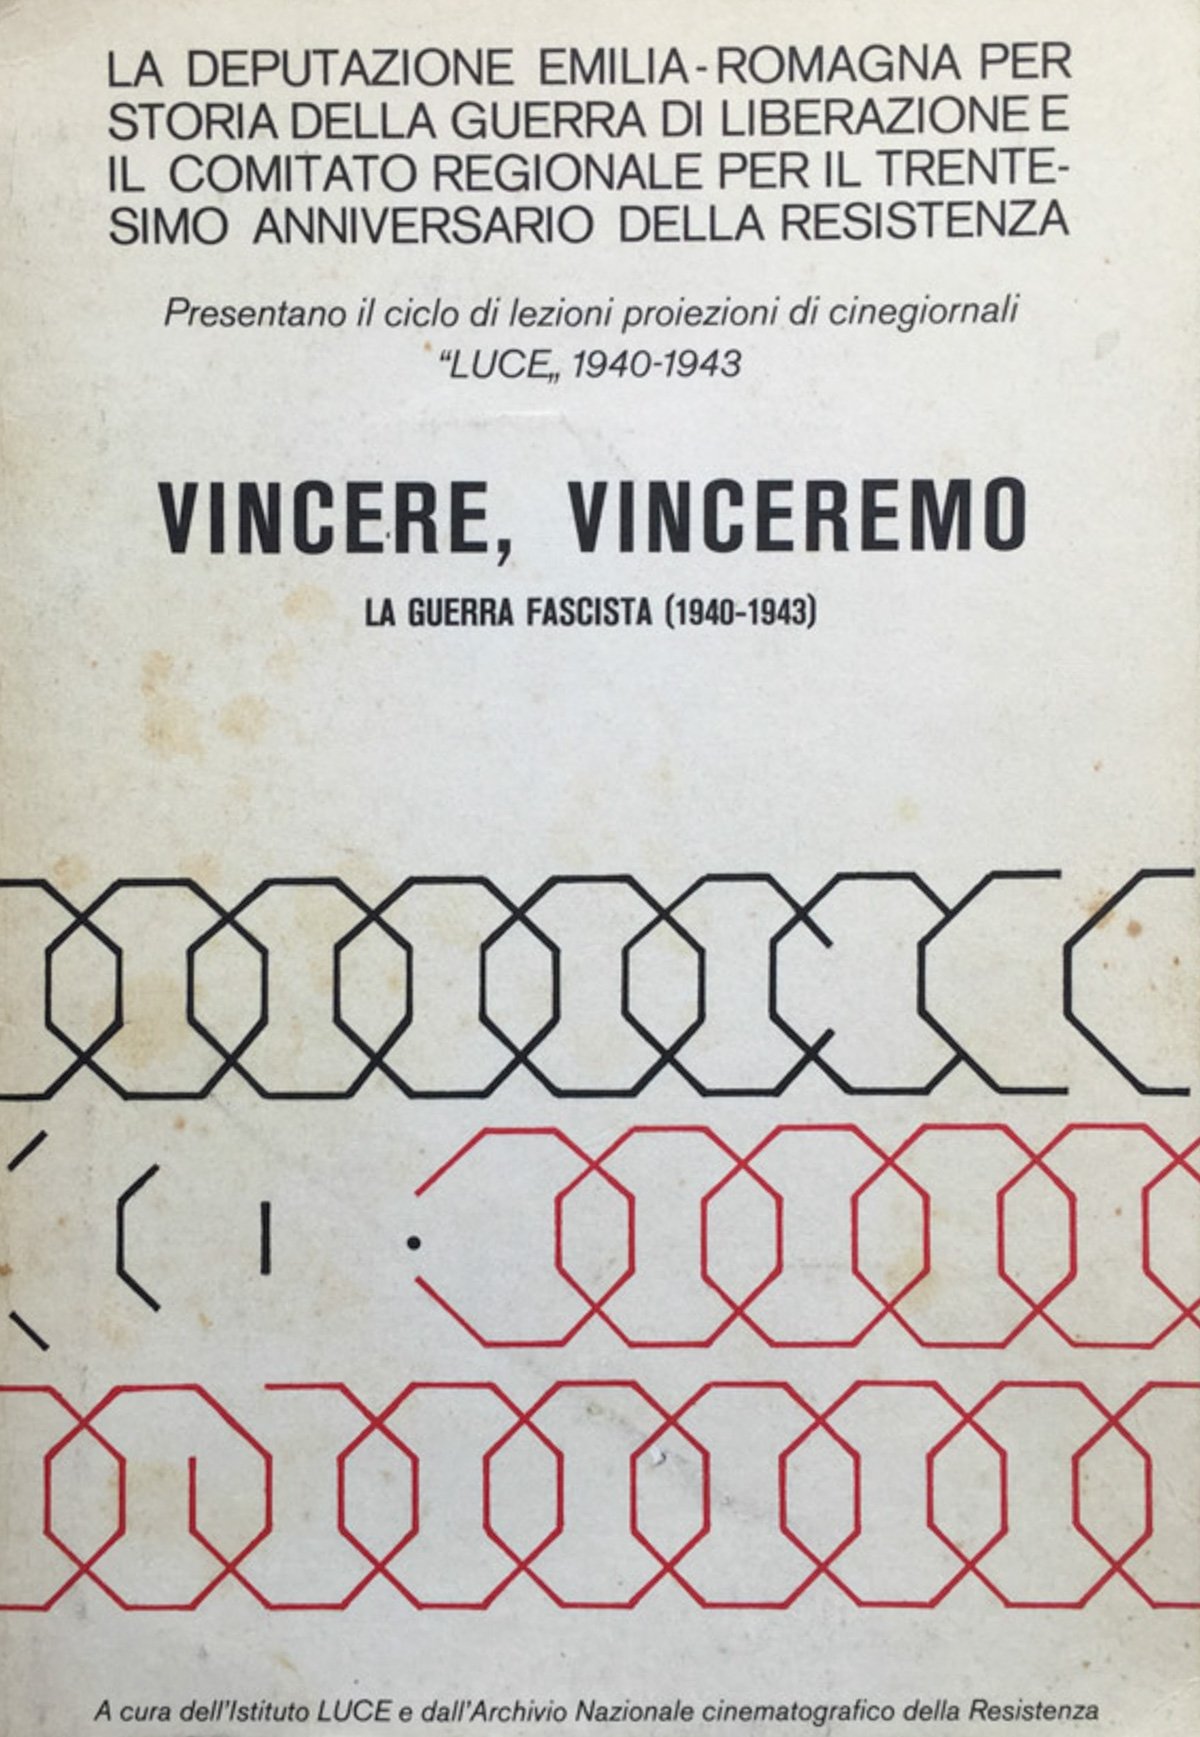 LA DEPUTAZIONE EMILIA-ROMAGNA PER
STORIA DELLA GUERRA DI LIBERAZIONE E
IL COMITATO REGIONALE PER IL TRENTE-
SIMO ANNIVERSARIO DELLA RESISTENZA
Presentano il ciclo di lezioni proiezioni di cinegiornali
“LUCE„ 1940-1943
VINCERE, VINCEREMO
LA GUERRA FASCISTA (1940-1943)
A cura dell'Istituto LUCE e dall'Archivio Nazionale cinematografico della Resistenza